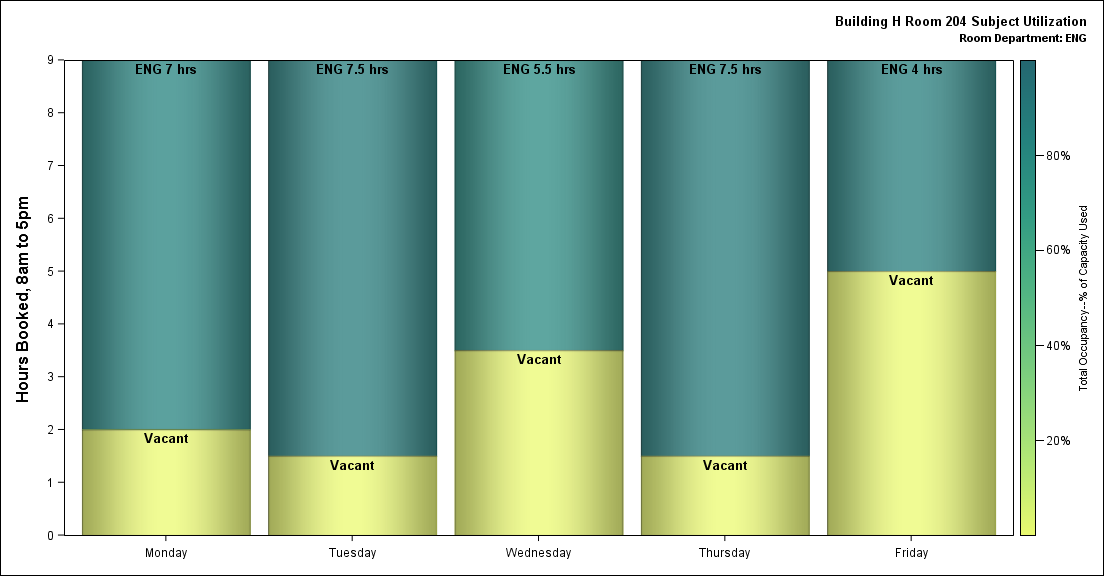 Building H Room 204 Subject Utilization
Room Department: ENG
Hours Booked, 8am to 5pm
9
8
7
6
5
4
3
2
1
0
ENG 7 hrs
ENG 7.5 hrs
ENG 5.5 hrs
ENG 7.5 hrs
ENG 4 hrs
Vacant
Vacant
Vacant
Vacant
Vacant
Monday
Tuesday
Wednesday
Thursday
Friday
80%
60%
40%
20%
Total Occupancy--% of Capacity Used